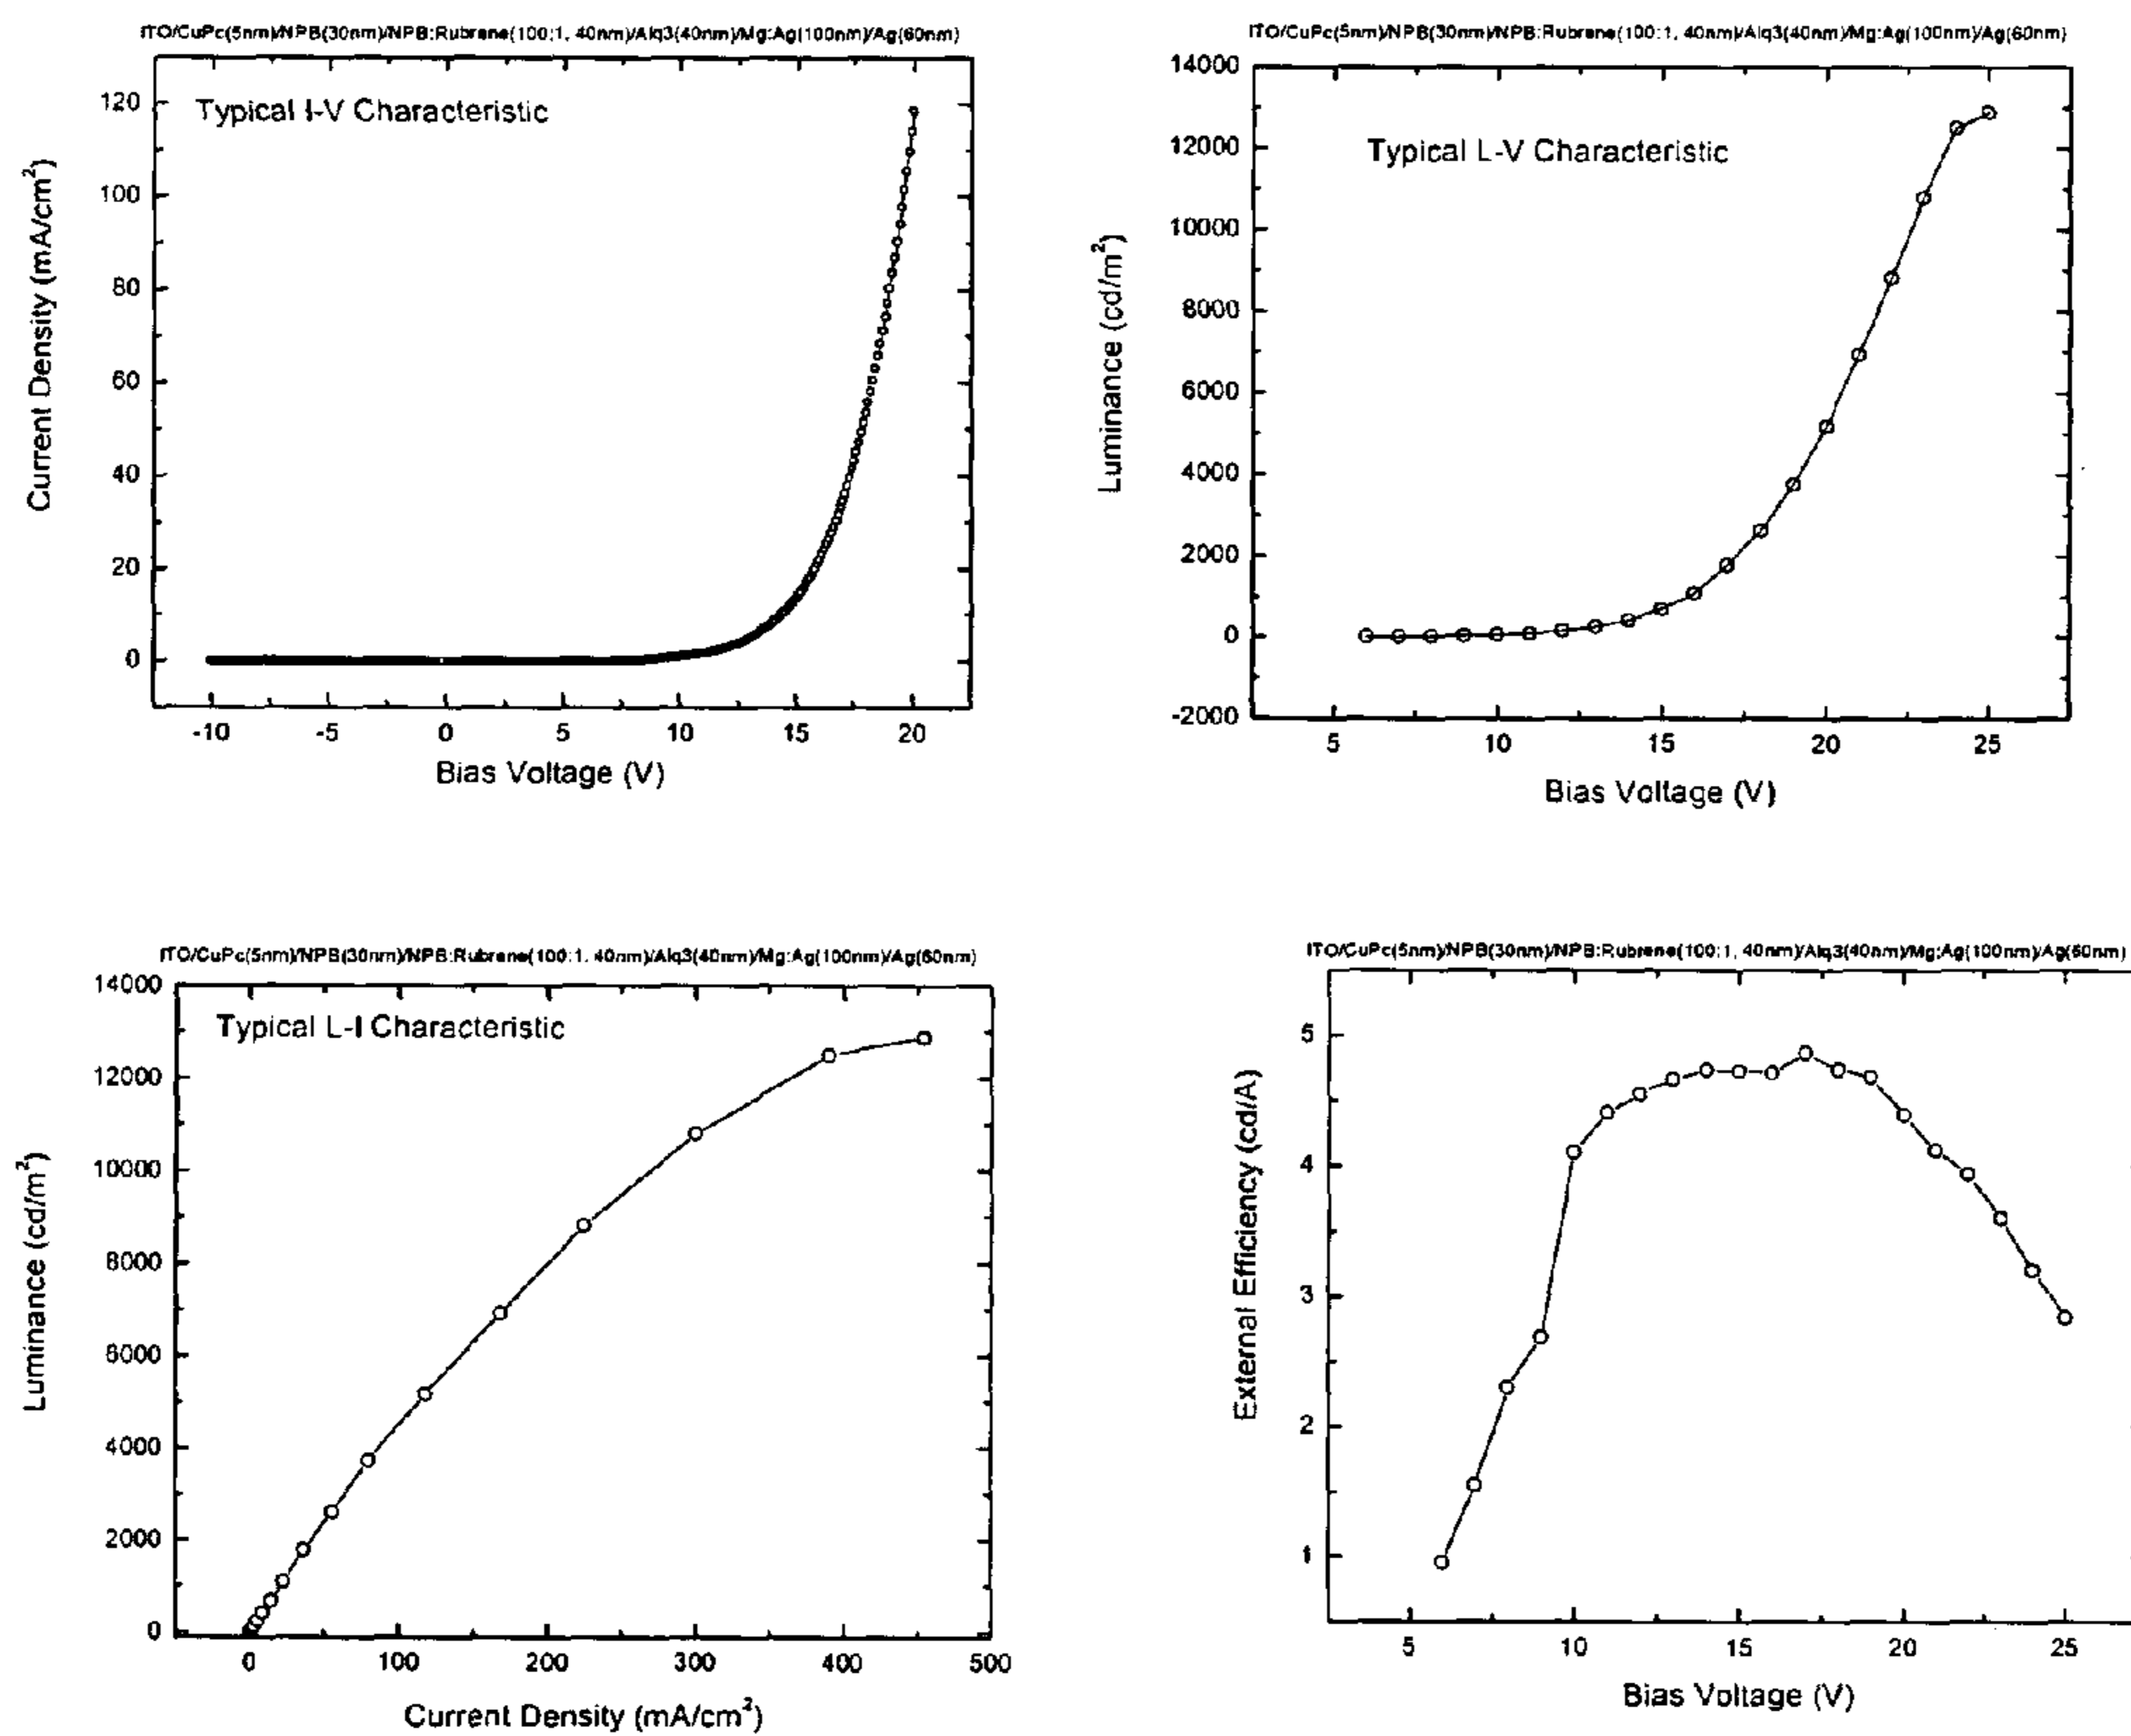 ITO/CuPc(5nm)/NPB(30nm)/NPB:Rubrene(100:1, 40nm)/Alq3(40nm)/Mg:Ag(100nm)/Ag(60nm)
Typical I-V Characteristic
Current Density (mA/cm²)
120
100
80
60
40
20
0
-10 -5 0 5 10 15 20
Bias Voltage (V)
ITO/CuPc(5nm)/NPB(30nm)/NPB:Rubrene(100:1, 40nm)/Alq3(40nm)/Mg:Ag(100nm)/Ag(60nm)
Typical L-V Characteristic
Luminance (cd/m²)
14000
12000
10000
8000
6000
4000
2000
0
-2000
5 10 15 20 25
Bias Voltage (V)
ITO/CuPc(5nm)/NPB(30nm)/NPB:Rubrene(100:1, 40nm)/Alq3(40nm)/Mg:Ag(100nm)/Ag(60nm)
Typical L-I Characteristic
Luminance (cd/m²)
14000
12000
10000
8000
6000
4000
2000
0
0 100 200 300 400 500
Current Density (mA/cm²)
ITO/CuPc(5nm)/NPB(30nm)/NPB:Rubrene(100:1, 40nm)/Alq3(40nm)/Mg:Ag(100nm)/Ag(60nm)
External Efficiency (cd/A)
5
4
3
2
1
5 10 15 20 25
Bias Voltage (V)